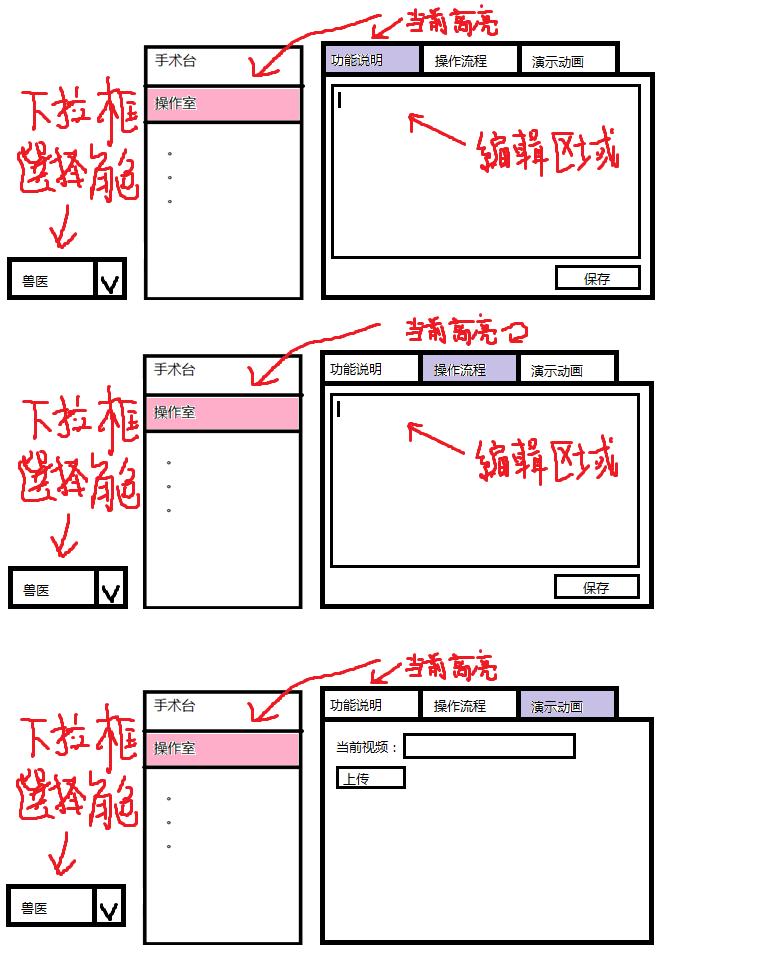 当前高亮
手术台
功能说明 操作流程 演示动画
下拉框
操作室
选择角色
编辑区域
兽医
保存
当前高亮
手术台
功能说明 操作流程 演示动画
下拉框
操作室
选择角色
编辑区域
兽医
保存
当前高亮
手术台
功能说明 操作流程 演示动画
下拉框
操作室
当前视频：
选择角色
上传
兽医